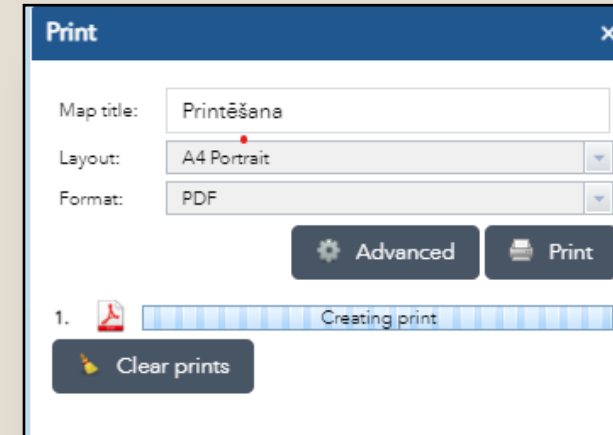 Print ×
Map title: Printēšana
Layout: A4 Portrait
Format: PDF
Advanced Print
1. Creating print
Clear prints